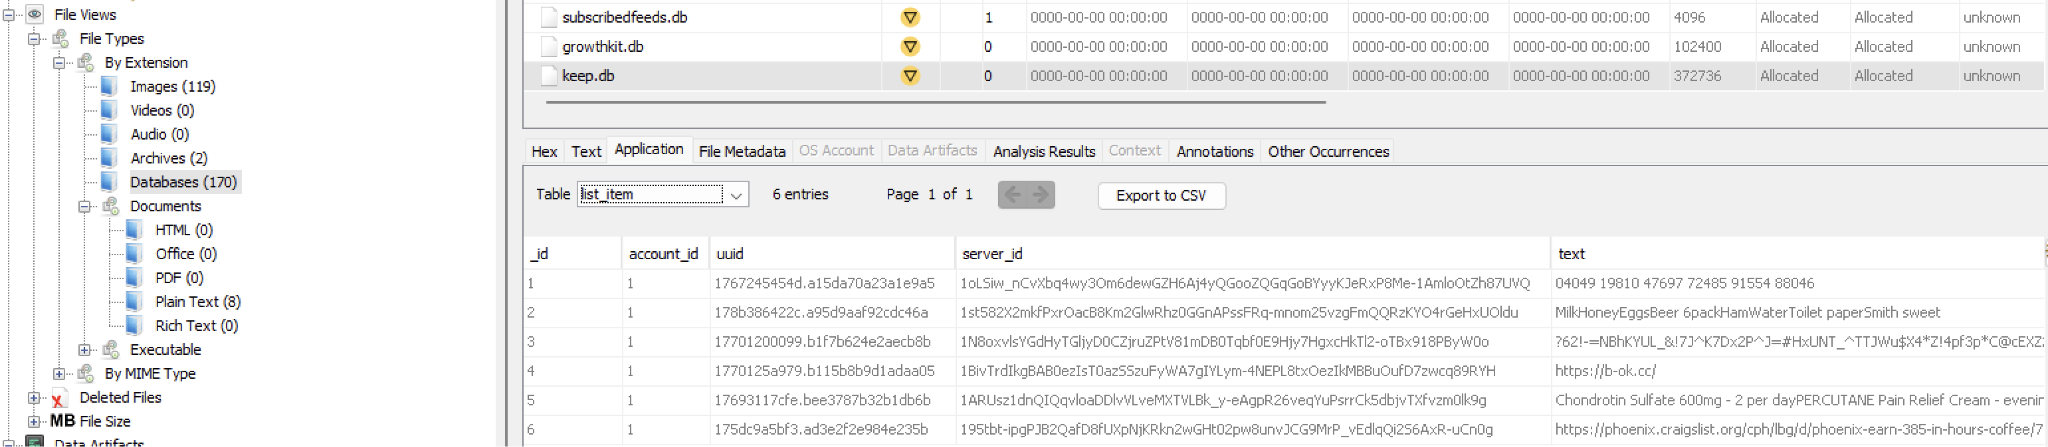 File Views
File Types
By Extension
Images (119)
Videos (0)
Audio (0)
Archives (2)
Databases (170)
Documents
HTML (0)
Office (0)
PDF (0)
Plain Text (8)
Rich Text (0)
Executable
By MIME Type
Deleted Files
MB File Size
Data Artifacts
subscribedfeeds.db 1 0000-00-00 00:00:00 0000-00-00 00:00:00 0000-00-00 00:00:00 0000-00-00 00:00:00 4096 Allocated Allocated unknown
growthkit.db 0 0000-00-00 00:00:00 0000-00-00 00:00:00 0000-00-00 00:00:00 0000-00-00 00:00:00 102400 Allocated Allocated unknown
keep.db 0 0000-00-00 00:00:00 0000-00-00 00:00:00 0000-00-00 00:00:00 0000-00-00 00:00:00 372736 Allocated Allocated unknown
Hex Text Application File Metadata OS Account Data Artifacts Analysis Results Context Annotations Other Occurrences
Table list_item 6 entries Page 1 of 1 Export to CSV
_id account_id uuid server_id text
1 1 1767245454d.a15da70a23a1e9a5 1oLSiw_nCvXbq4wy3Om6dewGZH6Aj4yQGooZQGqGoBYyyKJeRxP8Me-1AmloOtZh87UVQ 04049 19810 47697 72485 91554 88046
2 1 178b386422c.a95d9aaf92cdc46a 1st582X2mkfPxrOacB8Km2GlwRhz0GGnAPssFRq-mnom25vzgFmQQRzKYO4rGeHxUOldu MilkHoneyEggsBeer 6packHamWaterToilet paperSmith sweet
3 1 17701200099.b1f7b624e2aecb8b 1N8oxvlsYGdHyTGljyD0CZjruZPtV81mDB0Tqbf0E9Hjy7HgxcHkTl2-oTBx918PByW0o ?62!-=NBhKYUL_&!7J^K7Dx2P^J=#HxUNT_^TTJWu$X4*Z!4pf3p*C@cEXZ
4 1 1770125a979.b115b8b9d1adaa05 1BivTrdIkgBAB0ezIsT0azSSzuFyWA7gIYLym-4NEPL8txOezIkMBBuOufD7zwcq89RYH https://b-ok.cc/
5 1 17693117cfe.bee3787b32b1db6b 1ARUsz1dnQIQqvloaDDlvVLveMXTVLBk_y-eAgpR26veqYuPsrrCk5dbjvTXfvzm0lk9g Chondrotin Sulfate 600mg - 2 per dayPERCUTANE Pain Relief Cream - evenin
6 1 175dc9a5bf3.ad3e2f2e984e235b 195tbt-ipgPJB2QafD8fUXpNjKRkn2wGHt02pw8unvJCG9MrP_vEdlqQi2S6AxR-uCn0g https://phoenix.craigslist.org/cph/lbg/d/phoenix-earn-385-in-hours-coffee/7